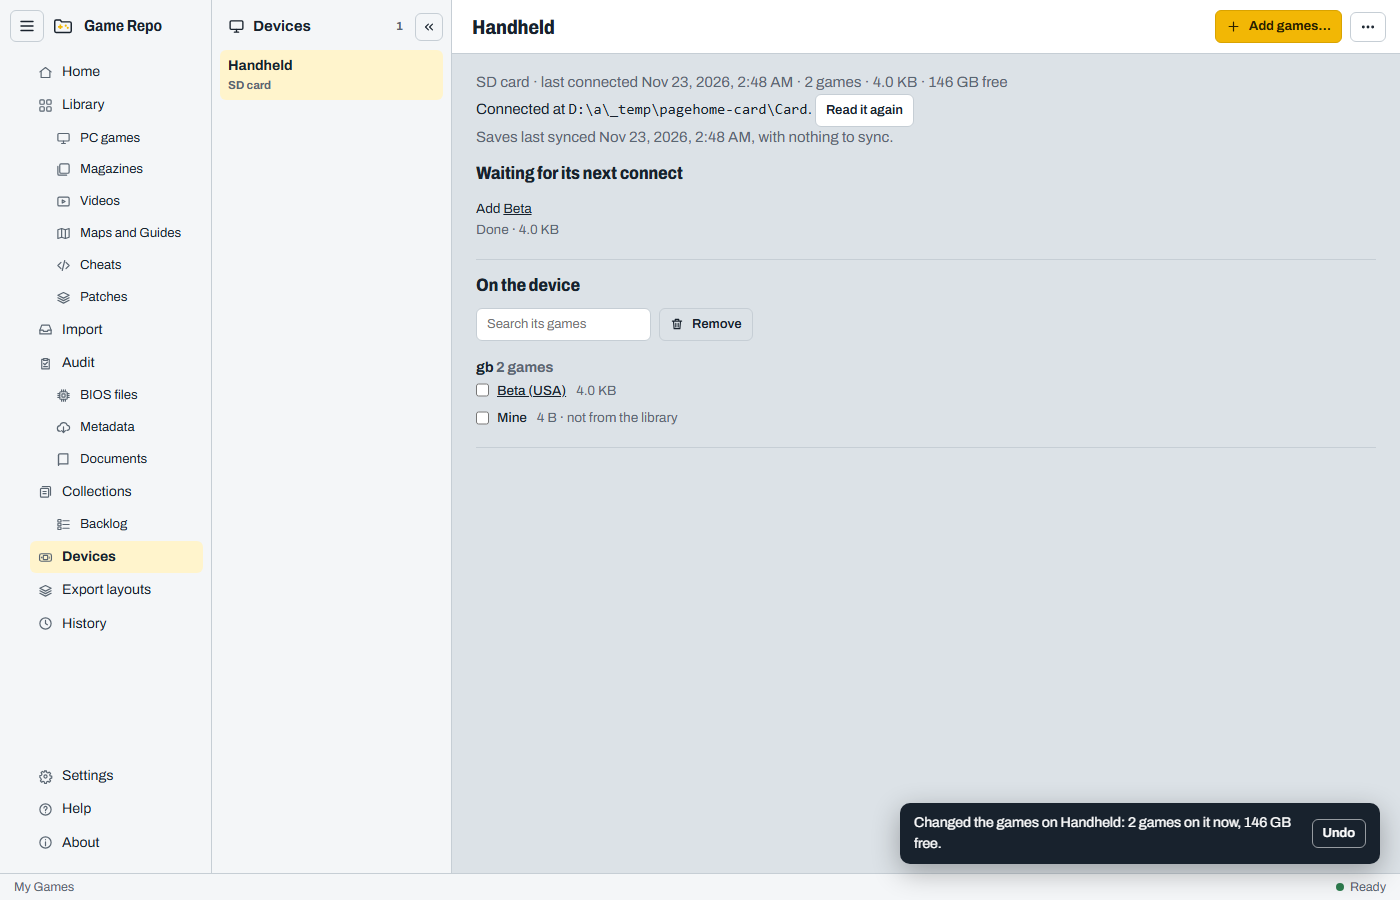 Game Repo
Home
Library
PC games
Magazines
Videos
Maps and Guides
Cheats
Patches
Import
Audit
BIOS files
Metadata
Documents
Collections
Backlog
Devices
Export layouts
History
Settings
Help
About
Devices 1
Handheld
SD card
Handheld
Add games...
SD card · last connected Nov 23, 2026, 2:48 AM · 2 games · 4.0 KB · 146 GB free
Connected at D:\a\_temp\pagehome-card\Card. Read it again
Saves last synced Nov 23, 2026, 2:48 AM, with nothing to sync.
Waiting for its next connect
Add Beta
Done · 4.0 KB
On the device
Search its games
Remove
gb 2 games
Beta (USA) 4.0 KB
Mine 4 B · not from the library
Changed the games on Handheld: 2 games on it now, 146 GB
free.
Undo
My Games
Ready